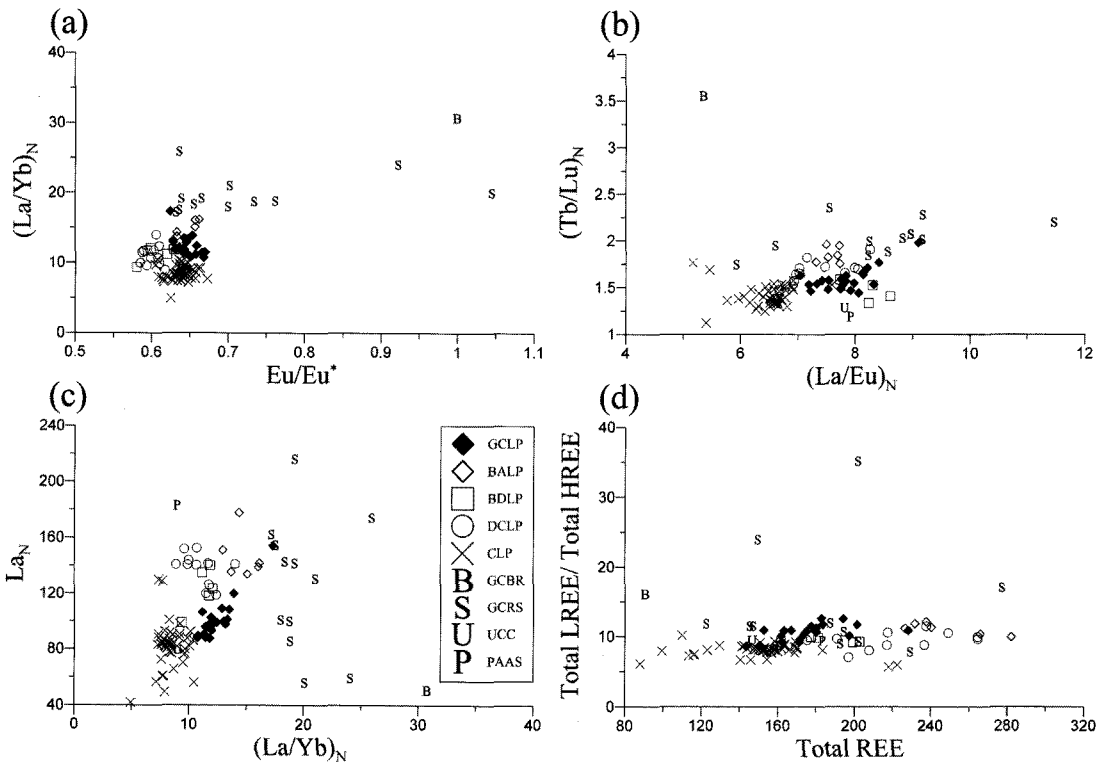 (a)
(La/Yb)N
40
30
20
10
0
0.5 0.6 0.7 0.8 0.9 1 1.1
Eu/Eu*
B
S
S
S
S
S
S
S
S
S
S
S
S
(b)
(Tb/Lu)N
4
3.5
3
2.5
2
1.5
1
4 6 8 10 12
(La/Eu)N
B
S
S
S
S
S
S
S
S
S
S
S
S
U
P
(c)
LaN
240
200
160
120
80
40
0 10 20 30 40
(La/Yb)N
S
P
S
S
S
S
S
S
S
S
S
S
S
B
GCLP
BALP
BDLP
DCLP
CLP
B GCBR
S GCRS
U UCC
P PAAS
(d)
Total LREE/ Total HREE
40
30
20
10
0
80 120 160 200 240 280
Total REE
S
S
B
S
S
S
S
S
S
U